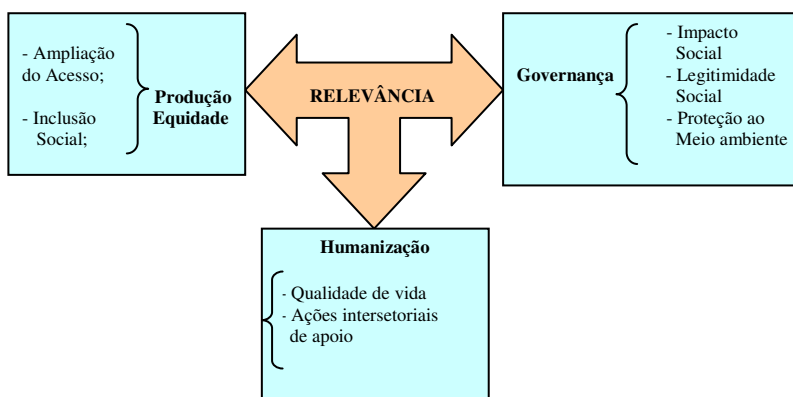 - Ampliação
do Acesso;
- Inclusão
Social;
Produção
Equidade
RELEVÂNCIA
Governança
- Impacto
Social
- Legitimidade
Social
- Proteção ao
Meio ambiente
Humanização
- Qualidade de vida
- Ações intersetoriais
de apoio